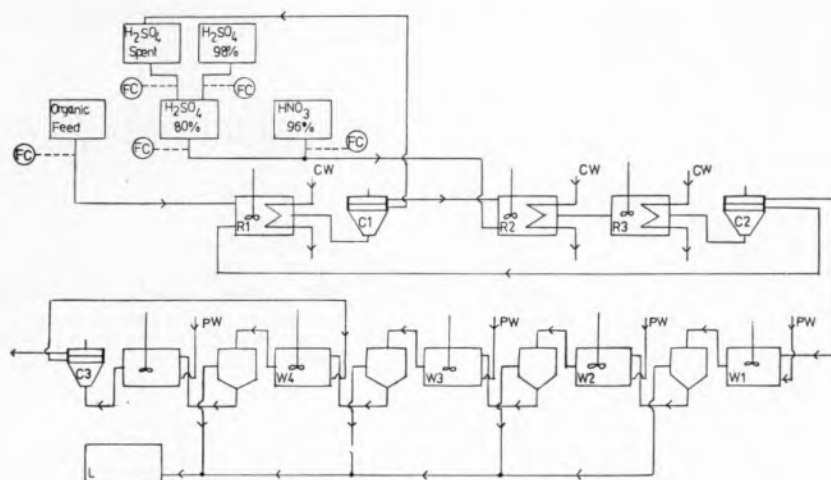 H₂SO₄
Spent
H₂SO₄
98%
FC
FC
Organic
Feed
H₂SO₄
80%
HNO₃
96%
FC
FC
FC
CW
CW
CW
R1
C1
R2
R3
C2
PW
PW
PW
PW
C3
W4
W3
W2
W1
L